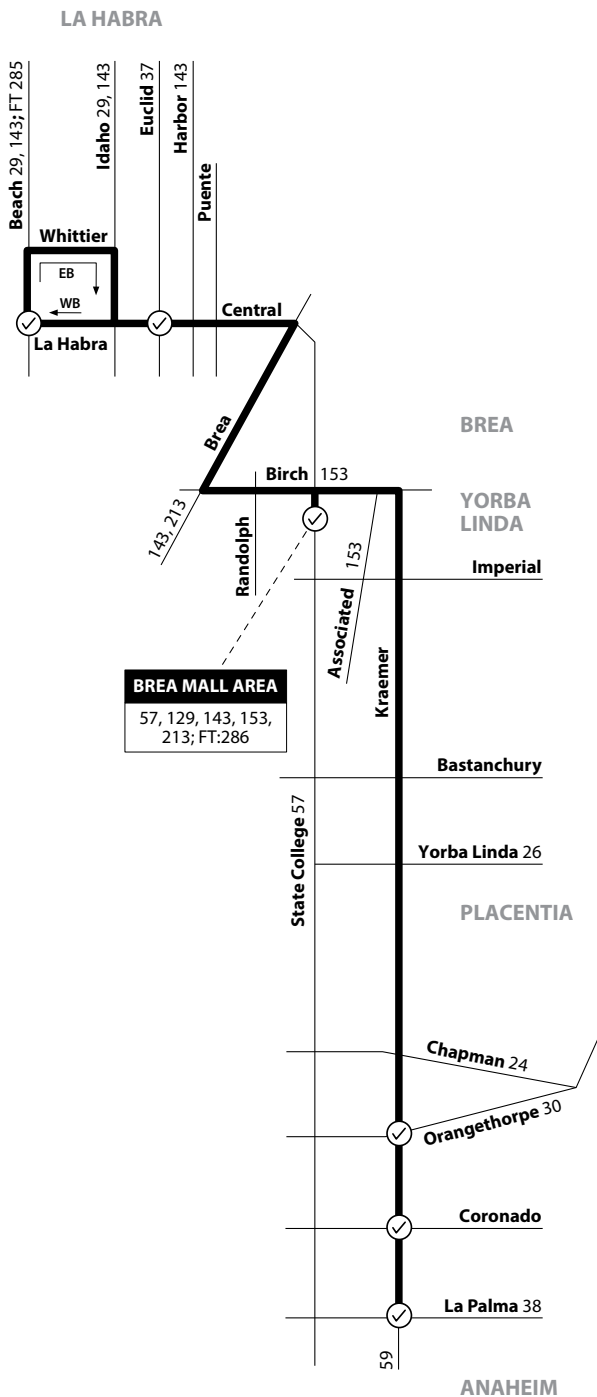 LA HABRA
Beach 29, 143; FT 285
Idaho 29, 143
Euclid 37
Harbor 143
Puente
Whittier
EB
WB
La Habra
Central
Brea
BREA
Birch 153
143, 213
Randolph
YORBA
LINDA
Associated 153
Imperial
Kraemer
BREA MALL AREA
57, 129, 143, 153,
213; FT:286
Bastanchury
State College 57
Yorba Linda 26
PLACENTIA
Chapman 24
Orangethorpe 30
Coronado
La Palma 38
59
ANAHEIM